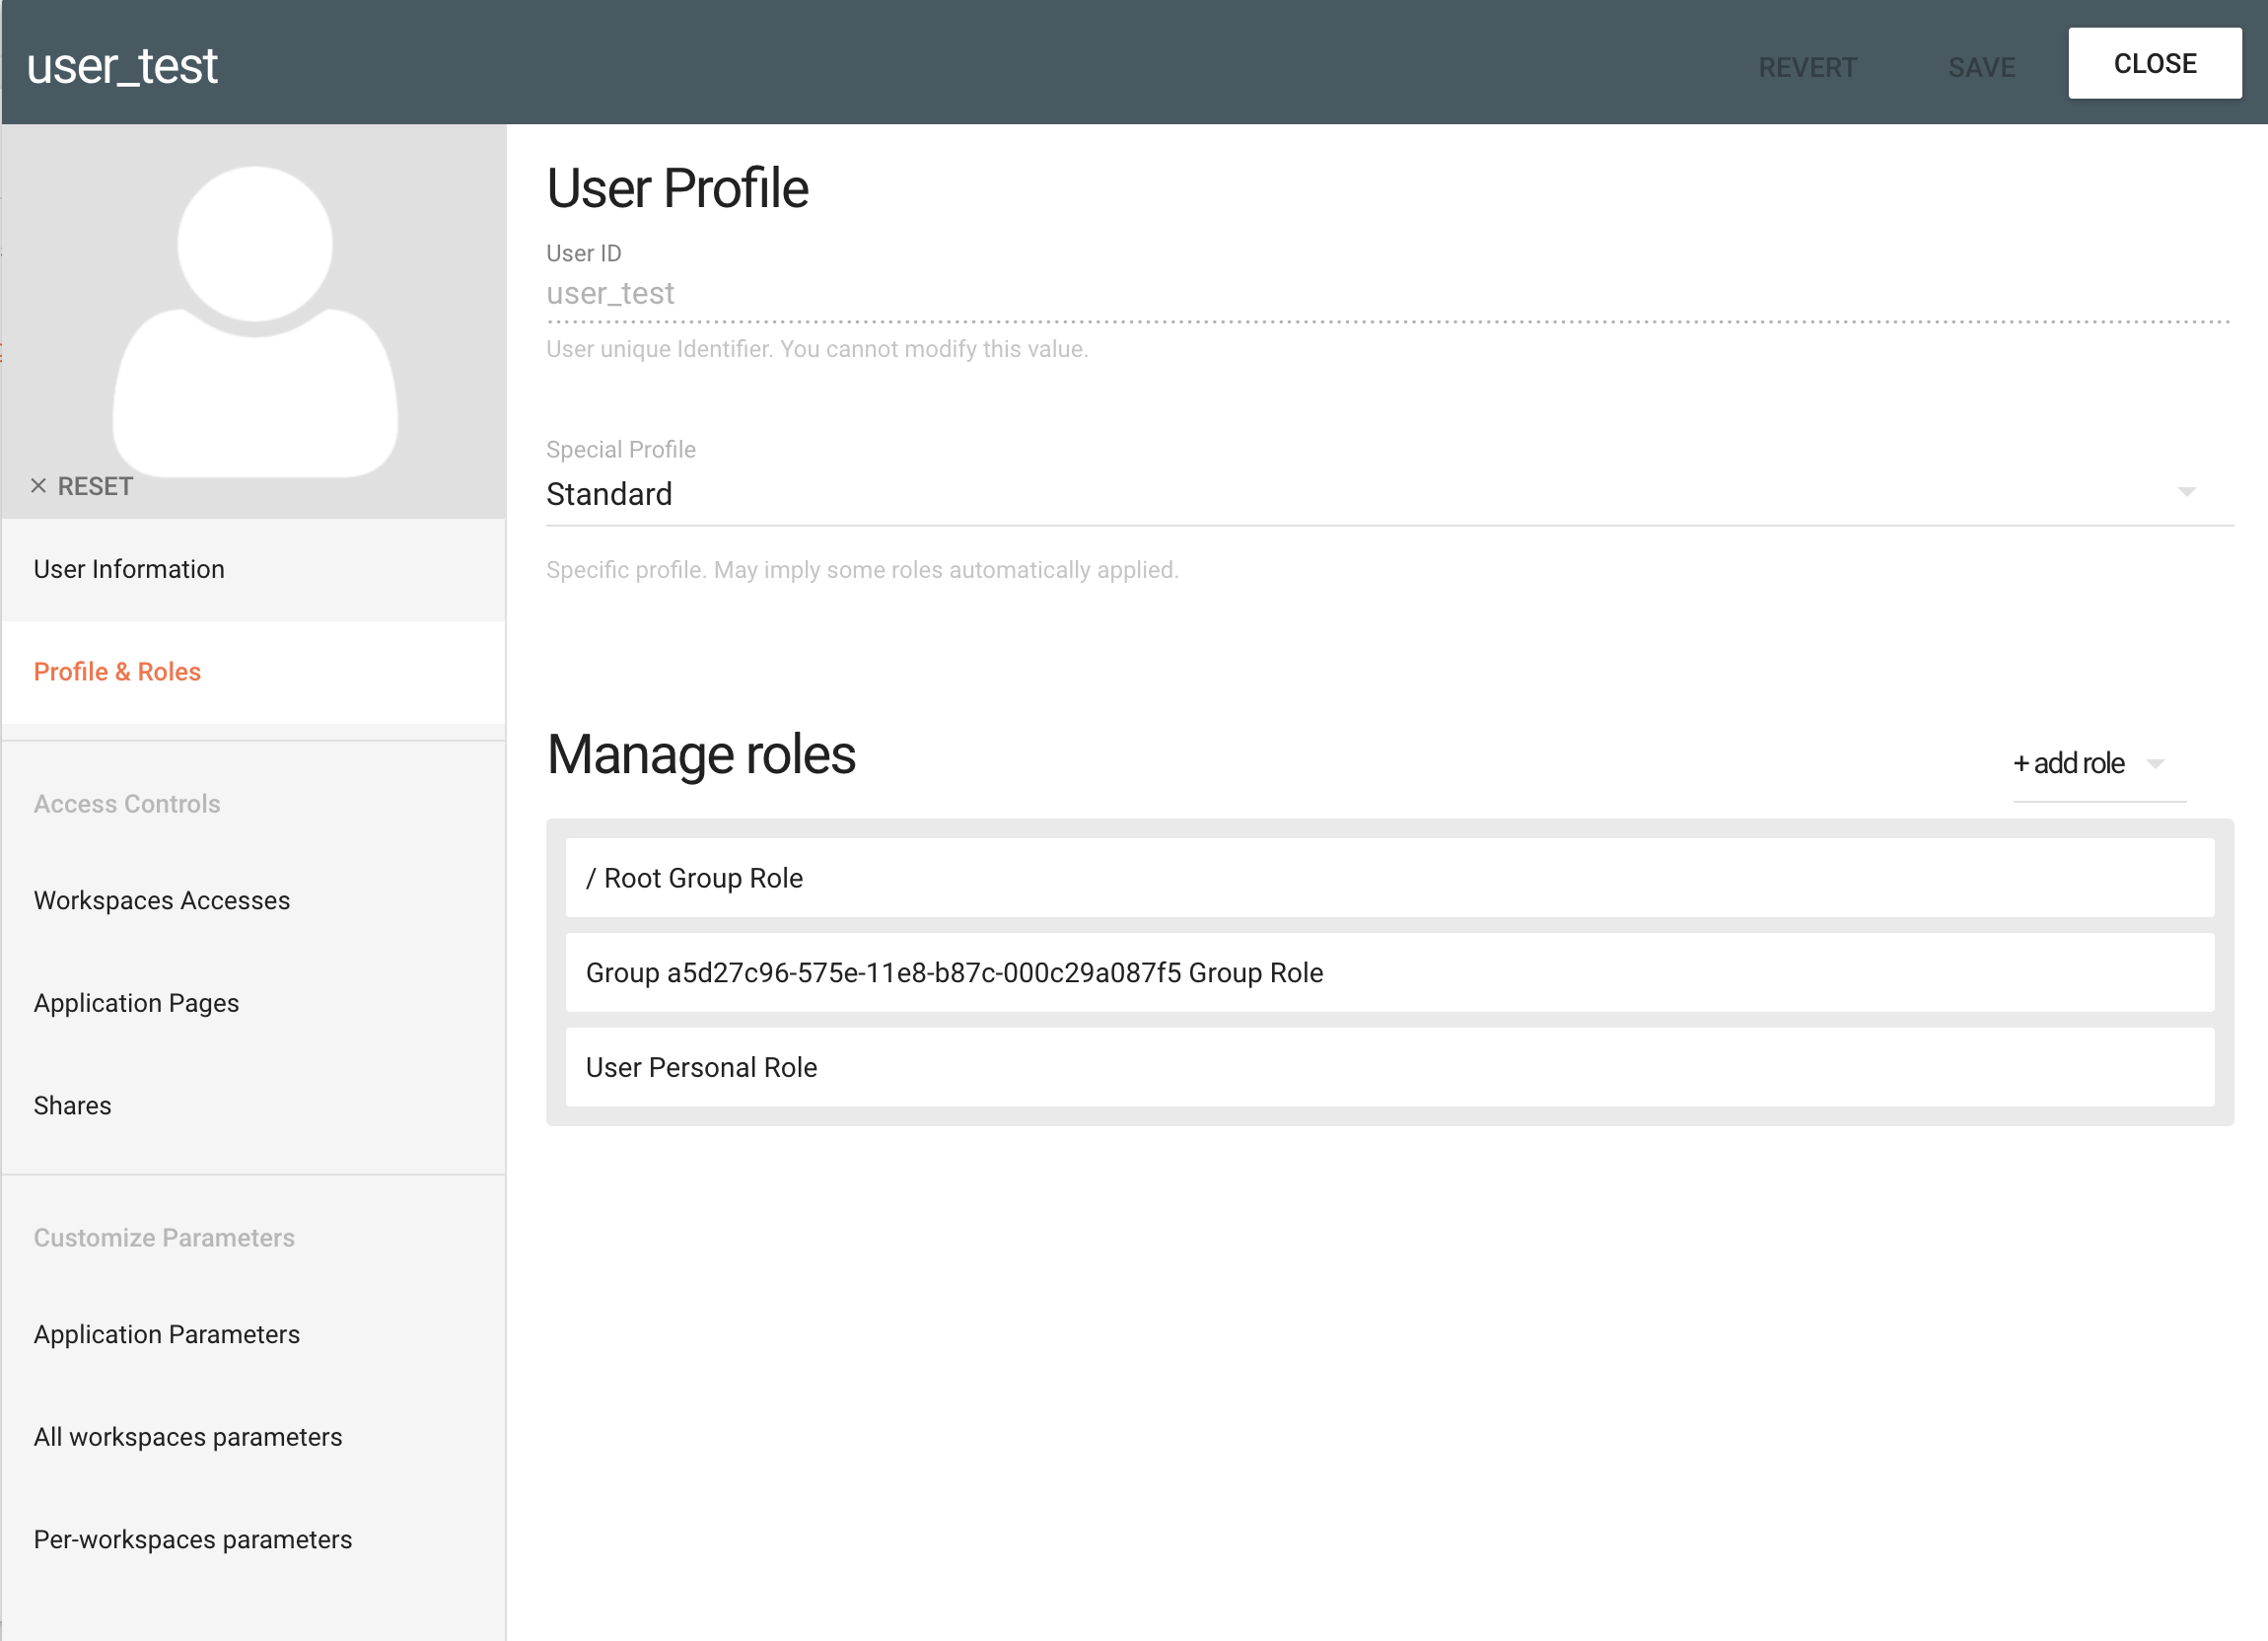 user_test
REVERT
SAVE
CLOSE
RESET
User Information
Profile & Roles
Access Controls
Workspaces Accesses
Application Pages
Shares
Customize Parameters
Application Parameters
All workspaces parameters
Per-workspaces parameters
User Profile
User ID
user_test
User unique Identifier. You cannot modify this value.
Special Profile
Standard
Specific profile. May imply some roles automatically applied.
Manage roles
+ add role
/ Root Group Role
Group a5d27c96-575e-11e8-b87c-000c29a087f5 Group Role
User Personal Role